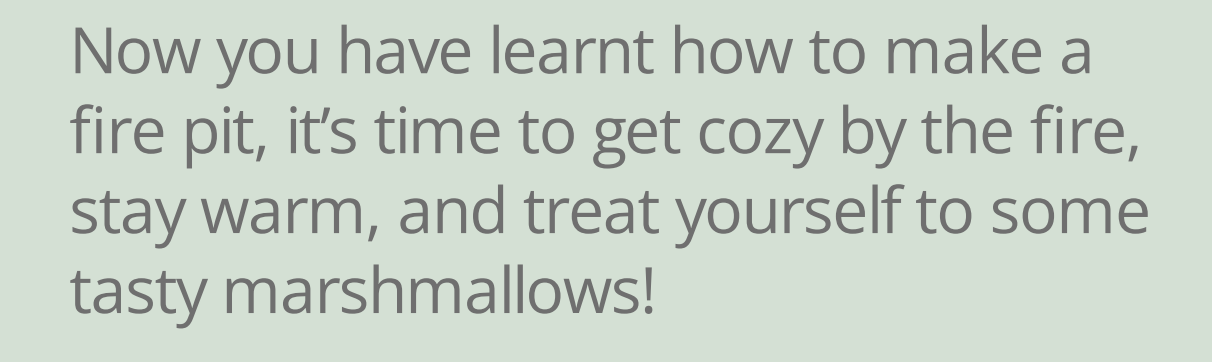 Now you have learnt how to make a
fire pit, it’s time to get cozy by the fire,
stay warm, and treat yourself to some
tasty marshmallows!